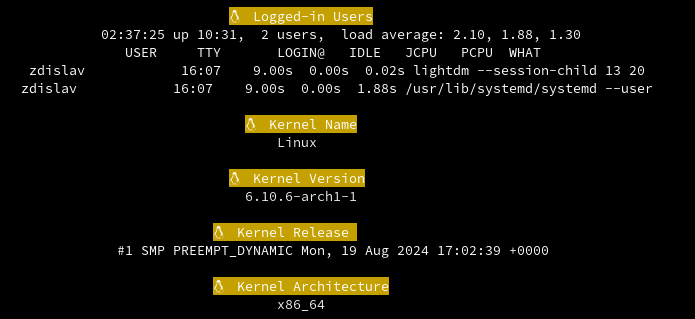 Logged-in Users
02:37:25 up 10:31,  2 users,  load average: 2.10, 1.88, 1.30
USER     TTY       LOGIN@   IDLE   JCPU   PCPU  WHAT
zdislav            16:07    9.00s  0.00s  0.02s lightdm --session-child 13 20
zdislav            16:07    9.00s  0.00s  1.88s /usr/lib/systemd/systemd --user
Kernel Name
Linux
Kernel Version
6.10.6-arch1-1
Kernel Release
#1 SMP PREEMPT_DYNAMIC Mon, 19 Aug 2024 17:02:39 +0000
Kernel Architecture
x86_64